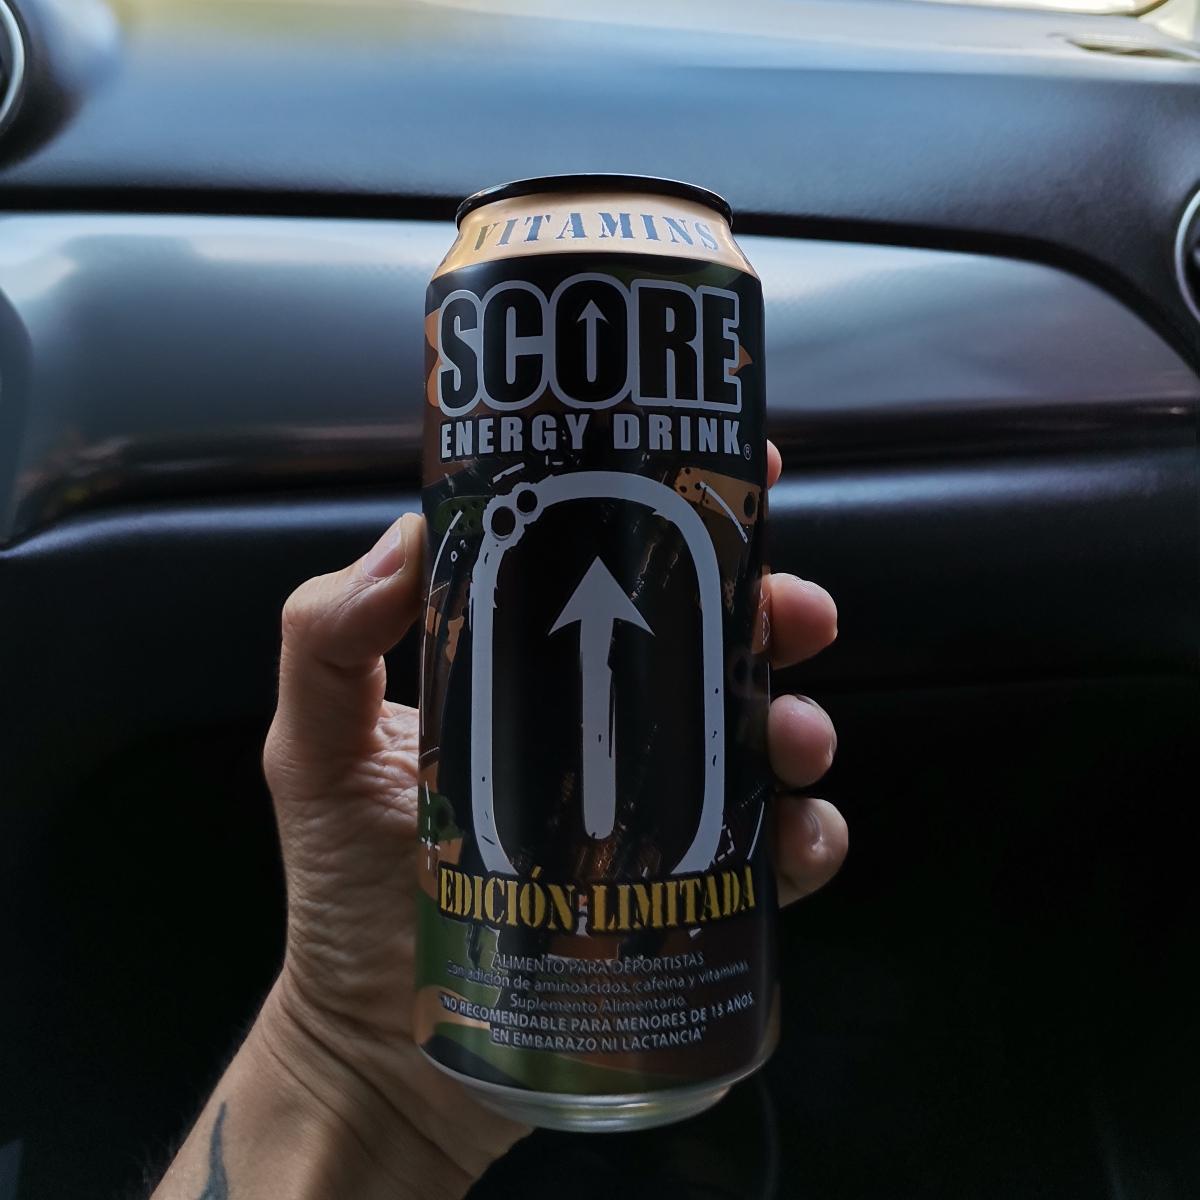 VITAMINS
SCORE
ENERGY DRINK®
EDICIÓN LIMITADA
ALIMENTO PARA DEPORTISTAS
Con adición de aminoácidos, cafeína y vitaminas
Suplemento Alimentario
"NO RECOMENDABLE PARA MENORES DE 15 AÑOS,
EN EMBARAZO NI LACTANCIA"